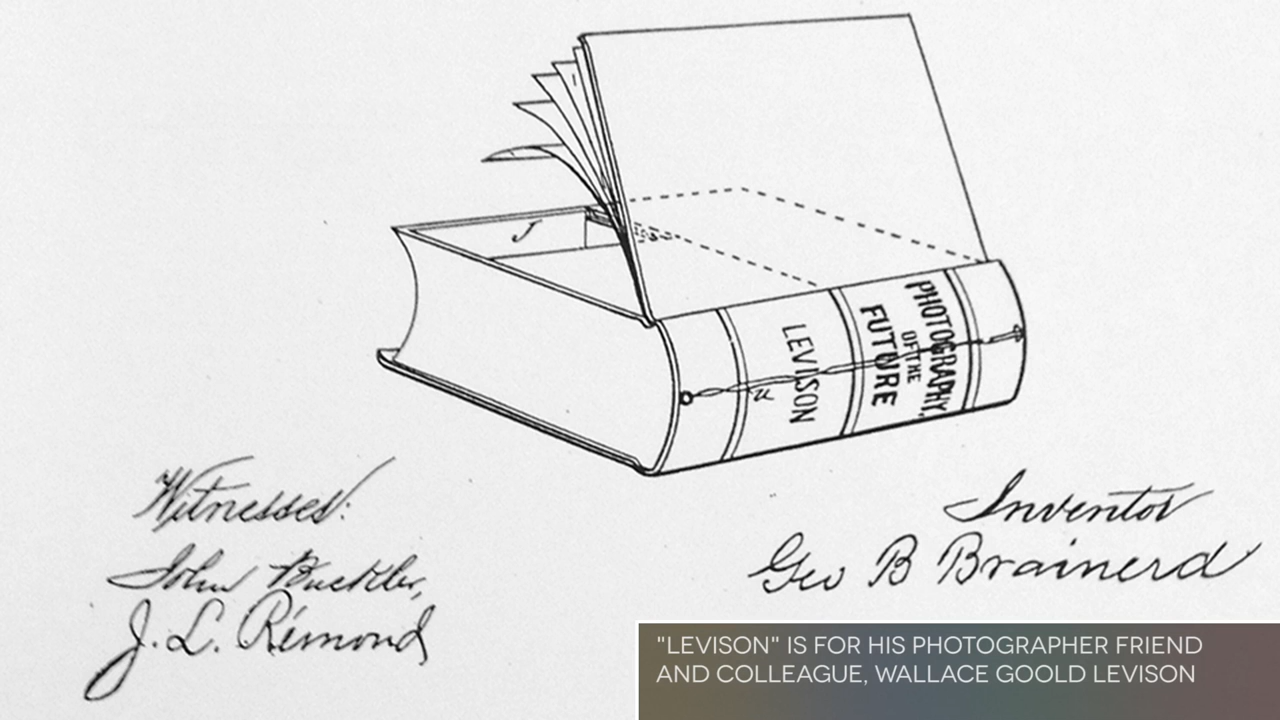 J
LEVISON
u
PHOTOGRAPHY
OF THE
FUTURE
Witnesses:
John Buckler,
J. L. Rémond
Inventor
Geo B Brainerd
"LEVISON" IS FOR HIS PHOTOGRAPHER FRIEND
AND COLLEAGUE, WALLACE GOOLD LEVISON